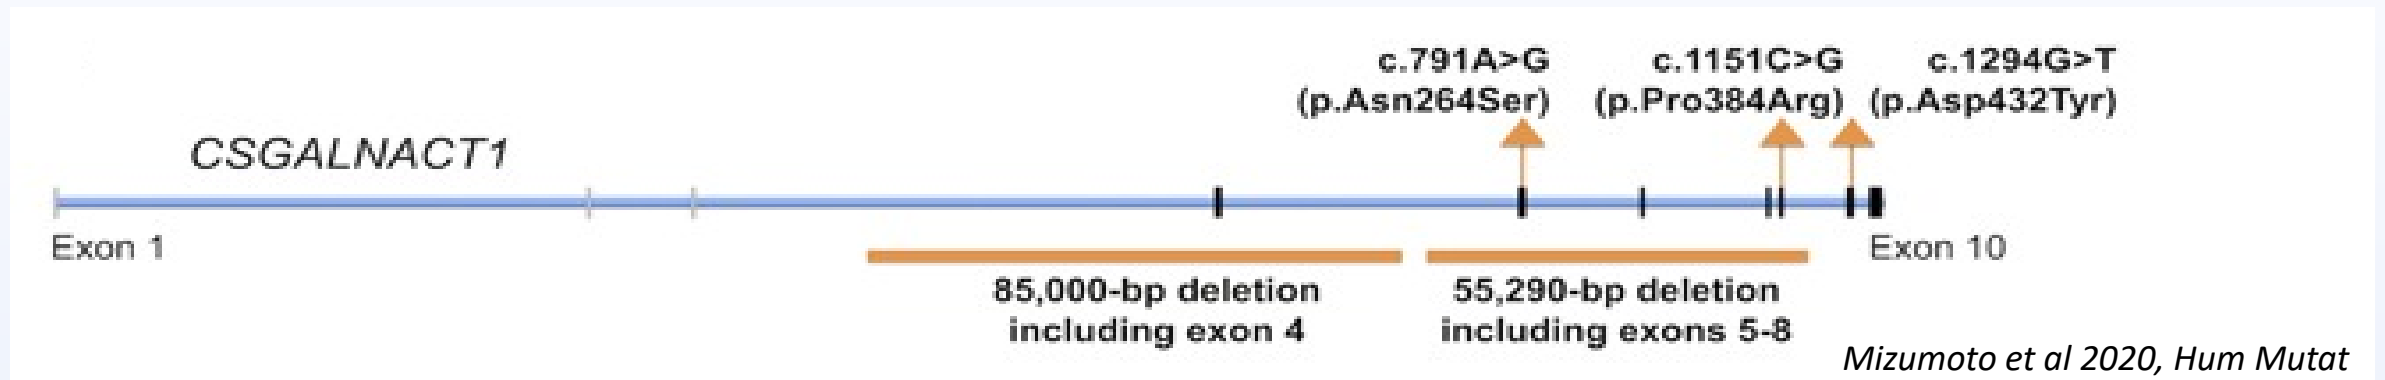 c.791A>G
(p.Asn264Ser)
c.1151C>G
(p.Pro384Arg)
c.1294G>T
(p.Asp432Tyr)
CSGALNACT1
Exon 1
Exon 10
85,000-bp deletion
including exon 4
55,290-bp deletion
including exons 5-8
Mizumoto et al 2020, Hum Mutat